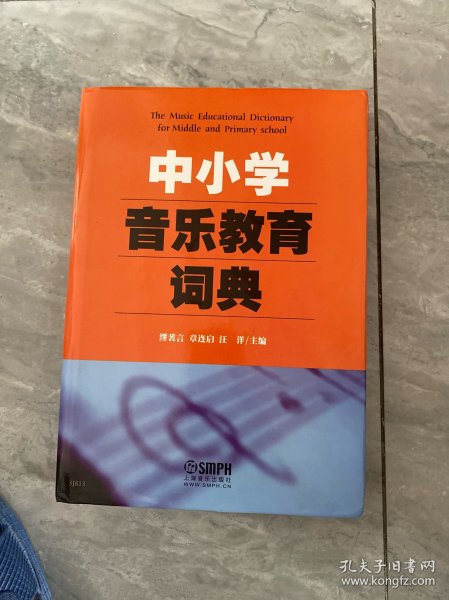 The Music Educational Dictionary
for Middle and Primary school
中小学
音乐教育
词典
缪裴言 章连启 汪 洋/主编
SMPH
上海音乐出版社
WWW.SMPH.CN
SJ813
孔夫子旧书网
www.kongfz.com